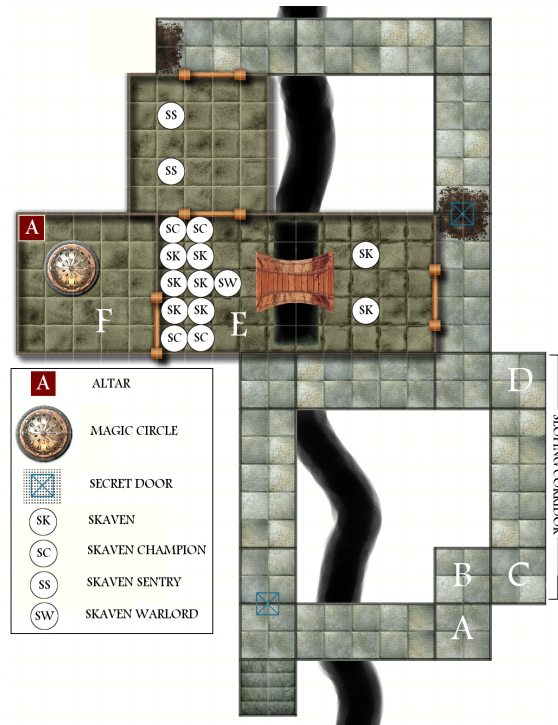 SS
SS
A
SC SC
SK SK
SK
SK SK SW
F
SK SK
E
SK
SC SC
D
A ALTAR
MAGIC CIRCLE
SECRET DOOR
SK SKAVEN
SC SKAVEN CHAMPION
SS SKAVEN SENTRY
SW SKAVEN WARLORD
B C
A